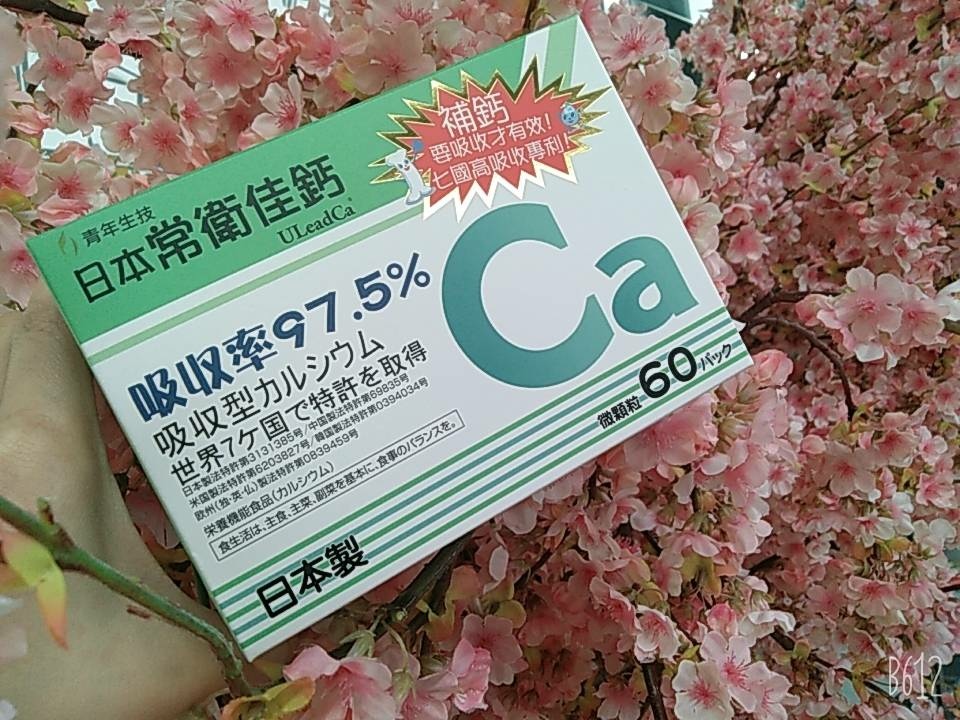 青年生技
日本常衛佳鈣
ULeadCa
補鈣
要吸收才有效!
七國高吸收專利!
吸収率97.5%
吸収型カルシウム
世界7ケ国で特許を取得
日本製法特許第3131385号/中国製法特許第69835号
米国製法特許第6203827号/韓国製法特許第0394034号
欧州(独・英・仏)製法特許第0839459号
栄養機能食品(カルシウム)
食生活は、主食、主菜、副菜を基本に、食事のバランスを。
Ca
微顆粒60パック
日本製
B612